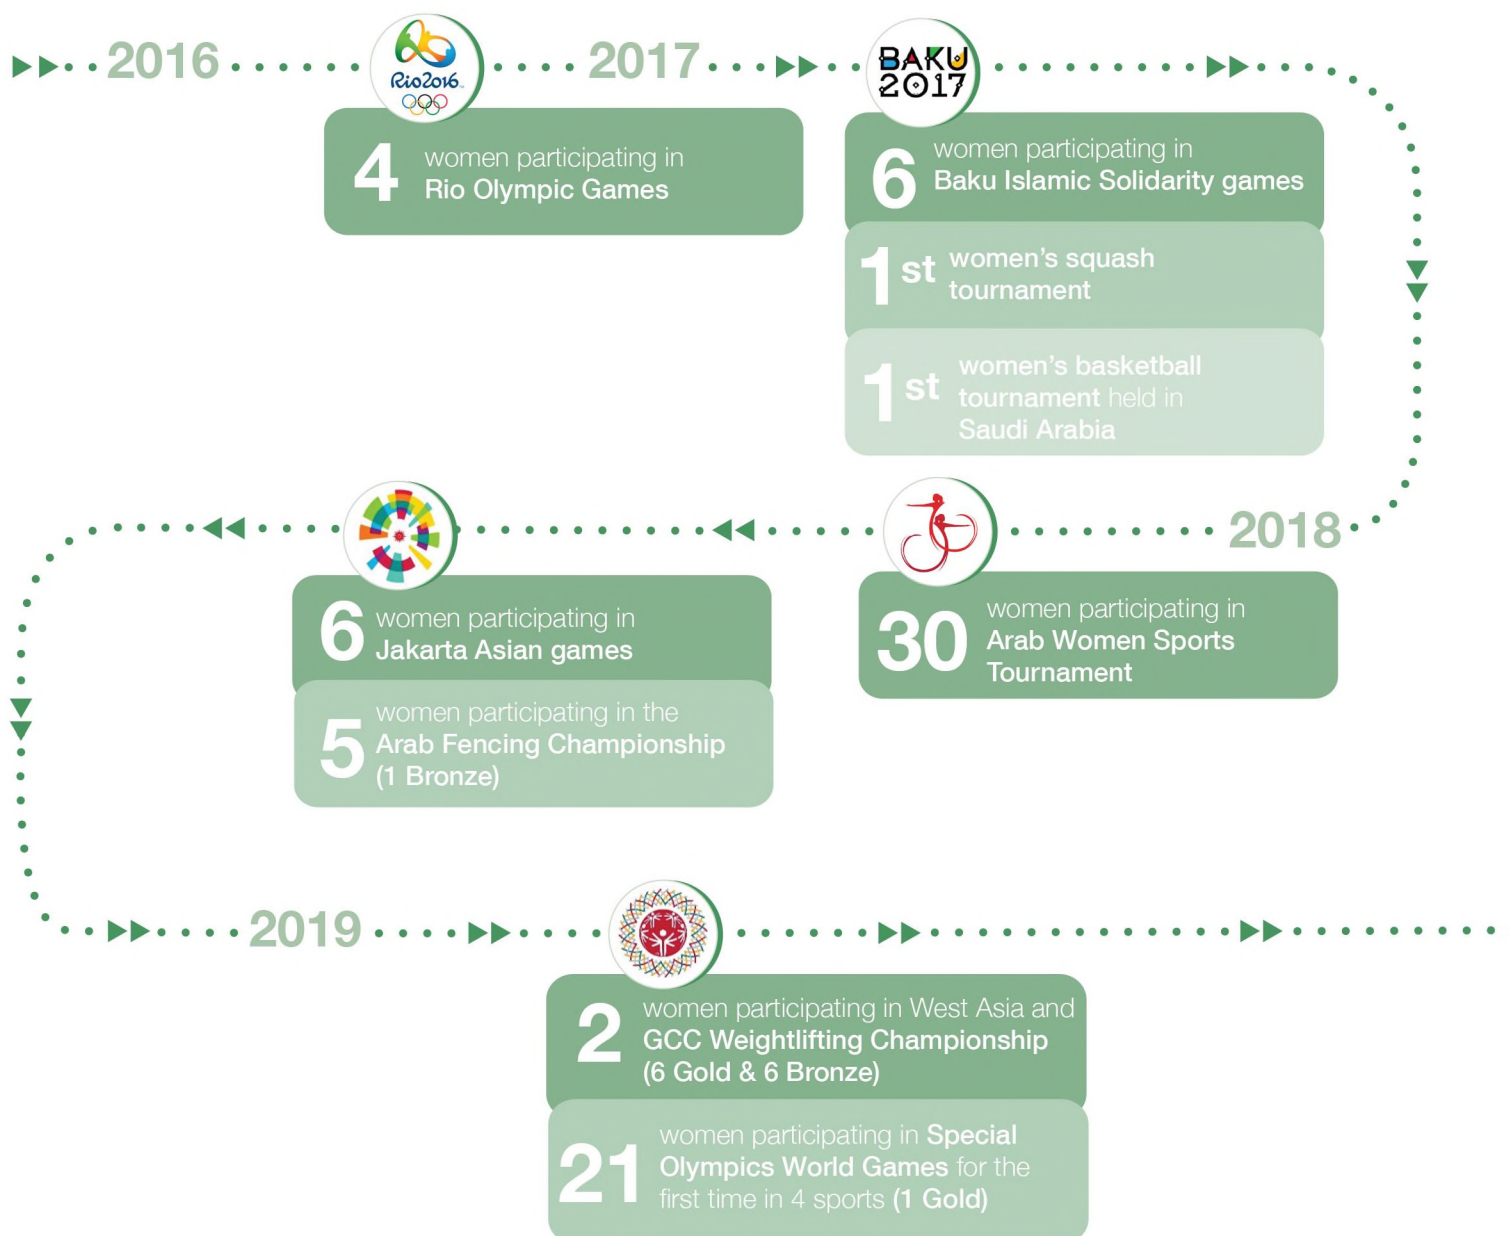 2016
Rio2016
2017
BAKU
2017
4
women participating in
Rio Olympic Games
6
women participating in
Baku Islamic Solidarity games
1st
women’s squash
tournament
1st
women’s basketball
tournament held in
Saudi Arabia
2018
30
women participating in
Arab Women Sports
Tournament
6
women participating in
Jakarta Asian games
5
women participating in the
Arab Fencing Championship
(1 Bronze)
2019
2
women participating in West Asia and
GCC Weightlifting Championship
(6 Gold & 6 Bronze)
21
women participating in Special
Olympics World Games for the
first time in 4 sports (1 Gold)